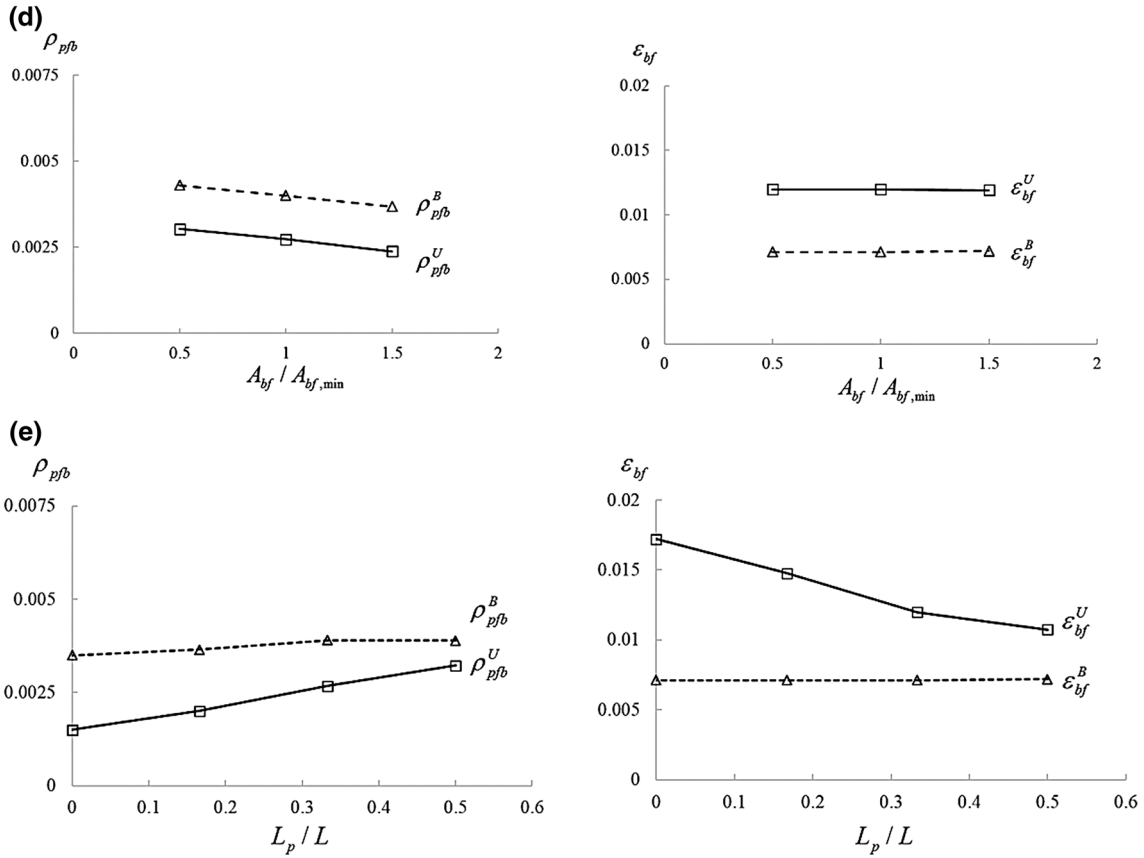 (d)
ρ_pfb
0.0075
0.005
0.0025
0
ρ^B_pfb
ρ^U_pfb
0 0.5 1 1.5 2
A_bf / A_bf,min
ε_bf
0.02
0.015
0.01
0.005
0
ε^U_bf
ε^B_bf
0 0.5 1 1.5 2
A_bf / A_bf,min
(e)
ρ_pfb
0.0075
0.005
0.0025
0
ρ^B_pfb
ρ^U_pfb
0 0.1 0.2 0.3 0.4 0.5 0.6
L_p / L
ε_bf
0.02
0.015
0.01
0.005
0
ε^U_bf
ε^B_bf
0 0.1 0.2 0.3 0.4 0.5 0.6
L_p / L